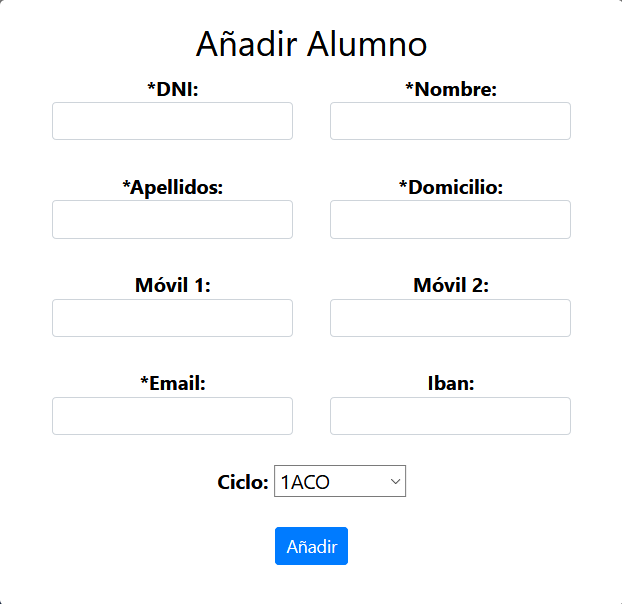 Añadir Alumno
*DNI: *Nombre:
*Apellidos: *Domicilio:
Móvil 1: Móvil 2:
*Email: Iban:
Ciclo: 1ACO
Añadir